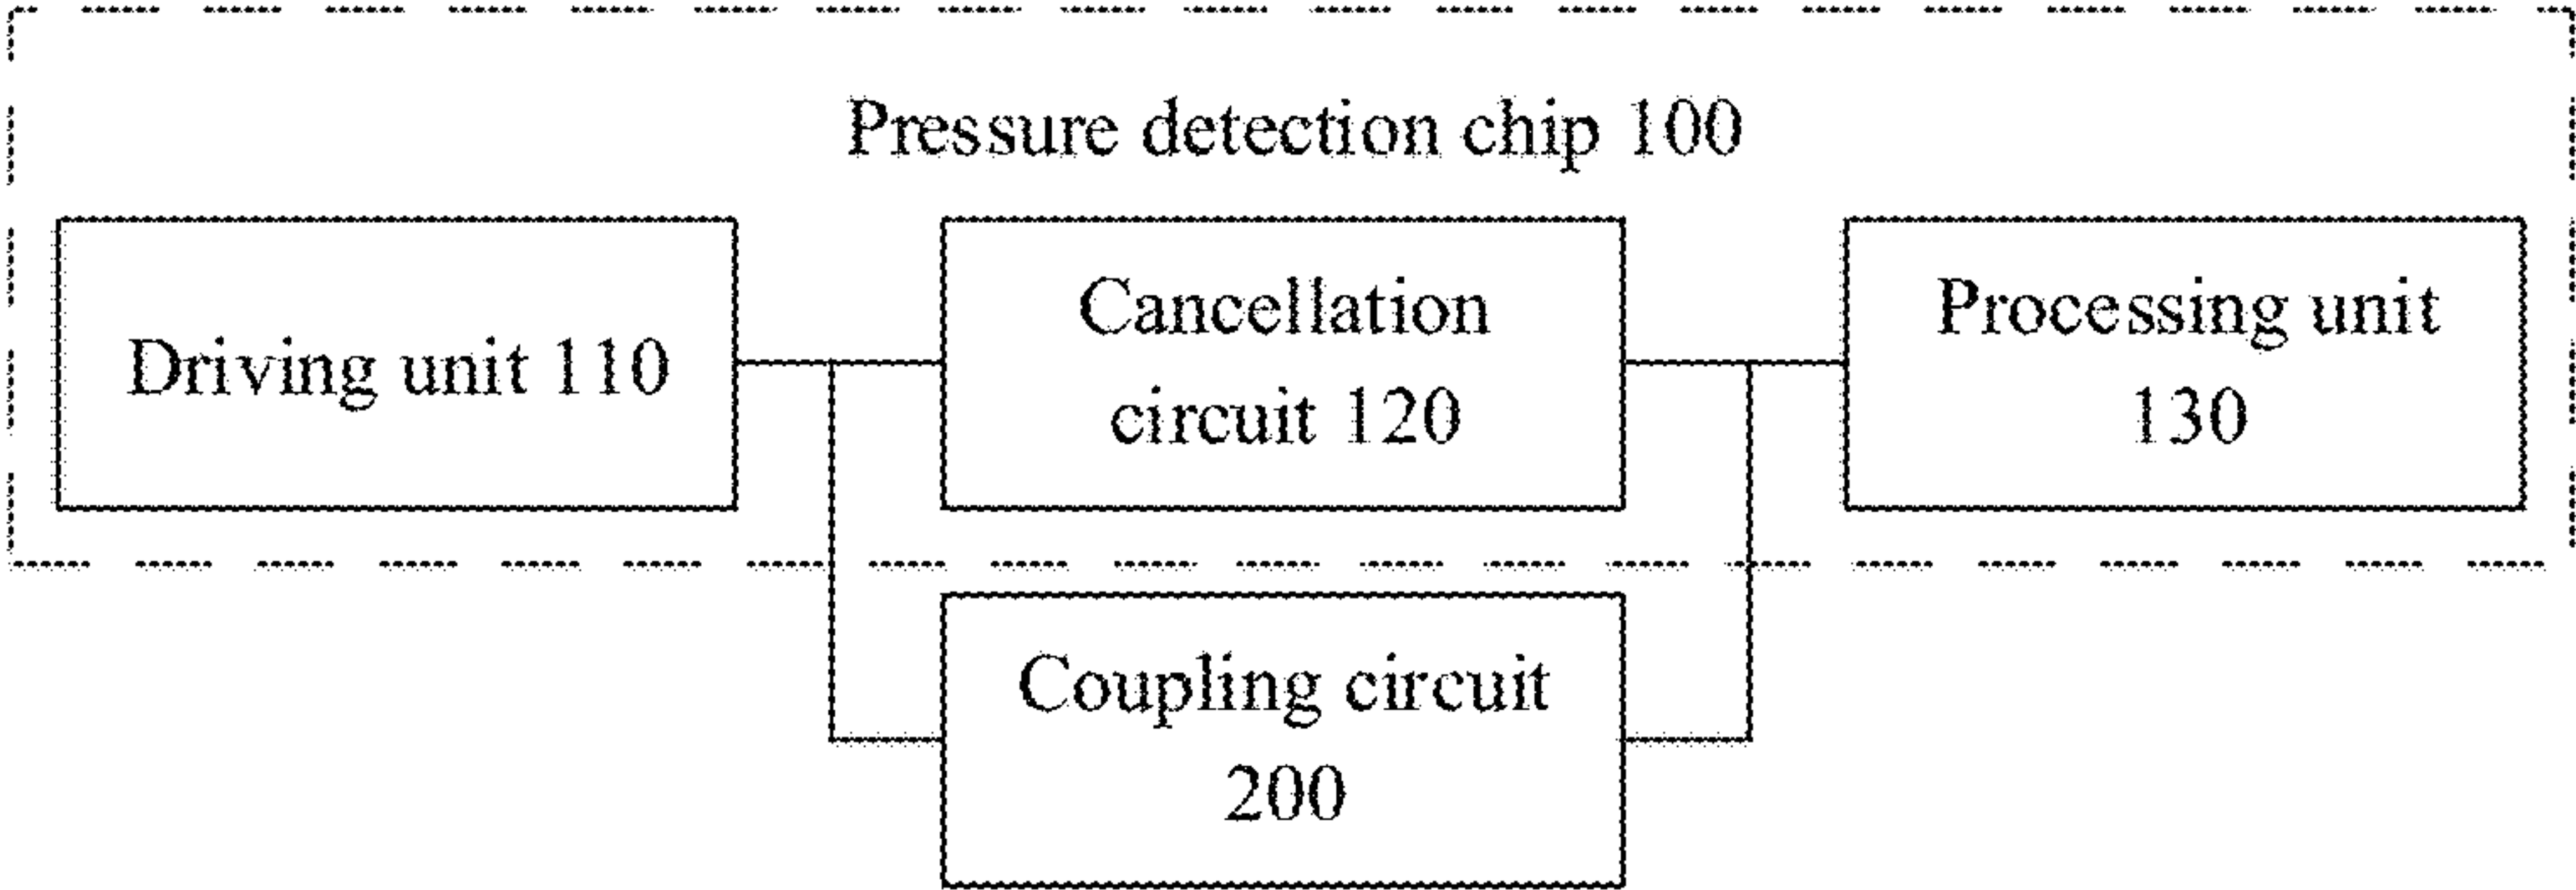 Pressure detection chip 100
Driving unit 110
Cancellation
circuit 120
Processing unit
130
Coupling circuit
200